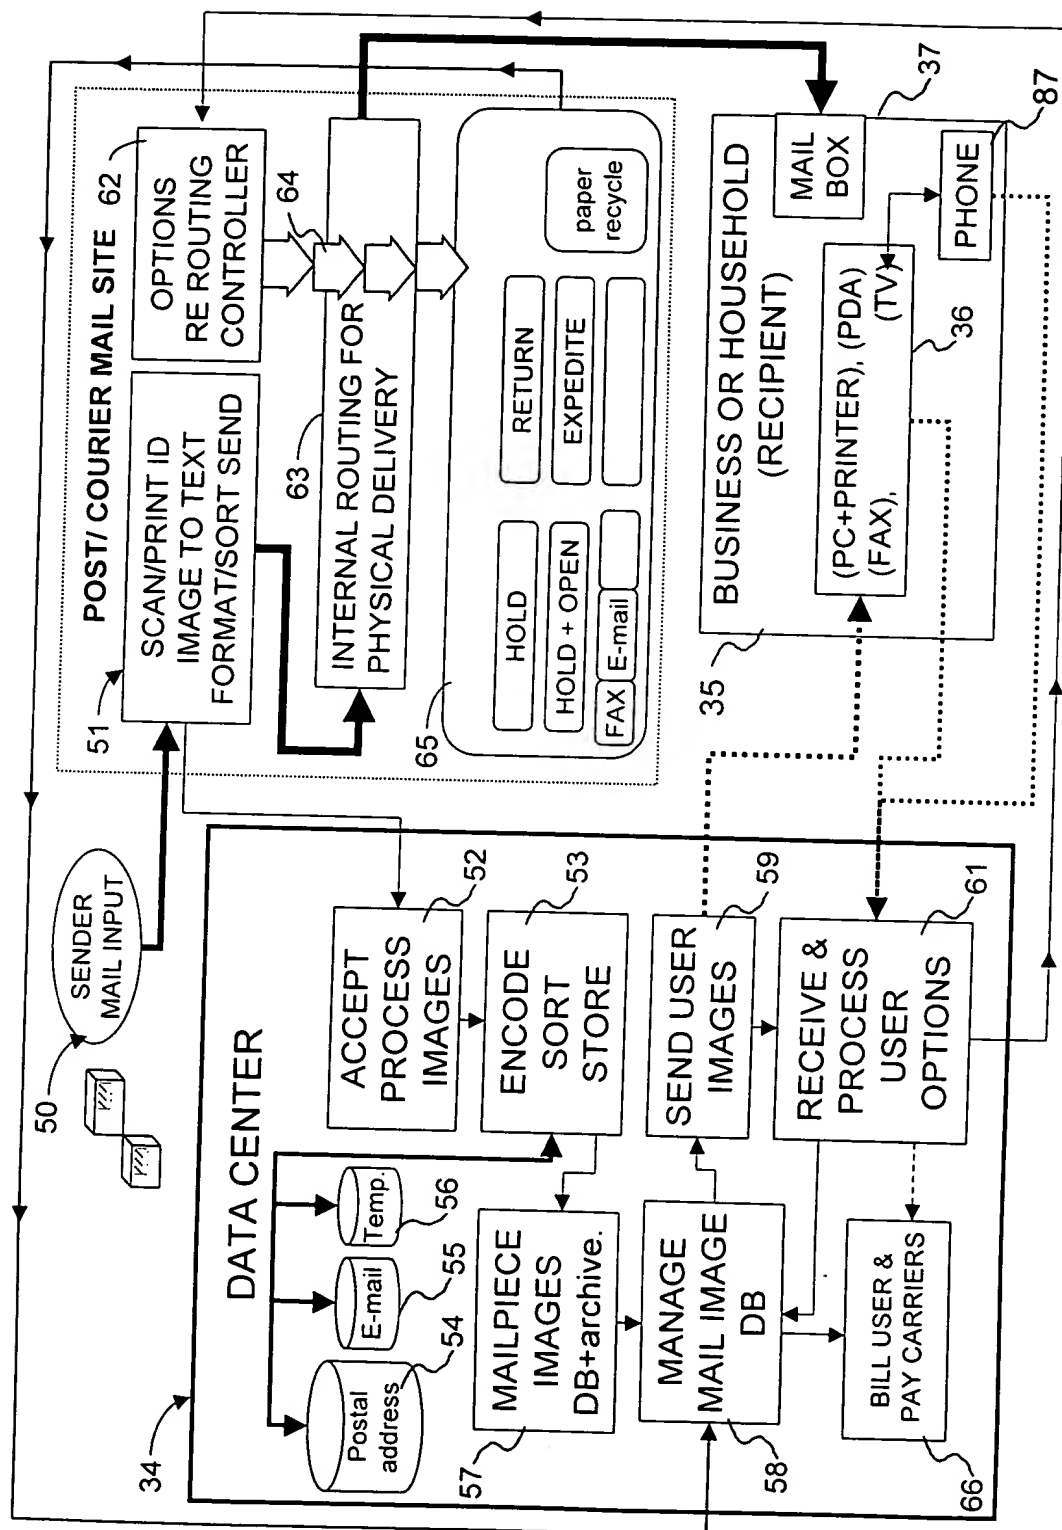 50
SENDER
MAIL INPUT
POST/ COURIER MAIL SITE
51
SCAN/PRINT ID
IMAGE TO TEXT
FORMAT/SORT SEND
62
OPTIONS
RE ROUTING
CONTROLLER
63
INTERNAL ROUTING FOR
PHYSICAL DELIVERY
64
65
HOLD
RETURN
HOLD + OPEN
EXPEDITE
FAX
E-mail
paper
recycle
34
DATA CENTER
Postal
address
54
E-mail
55
Temp.
56
ACCEPT
PROCESS
IMAGES
52
ENCODE
SORT
STORE
53
MAILPIECE
IMAGES
DB+archive.
57
MANAGE
MAIL IMAGE
DB
58
SEND USER
IMAGES
59
RECEIVE &
PROCESS
USER
OPTIONS
61
BILL USER &
PAY CARRIERS
66
35
BUSINESS OR HOUSEHOLD
(RECIPIENT)
(PC+PRINTER), (PDA)
(FAX),
(TV)
36
MAIL
BOX
37
PHONE
87